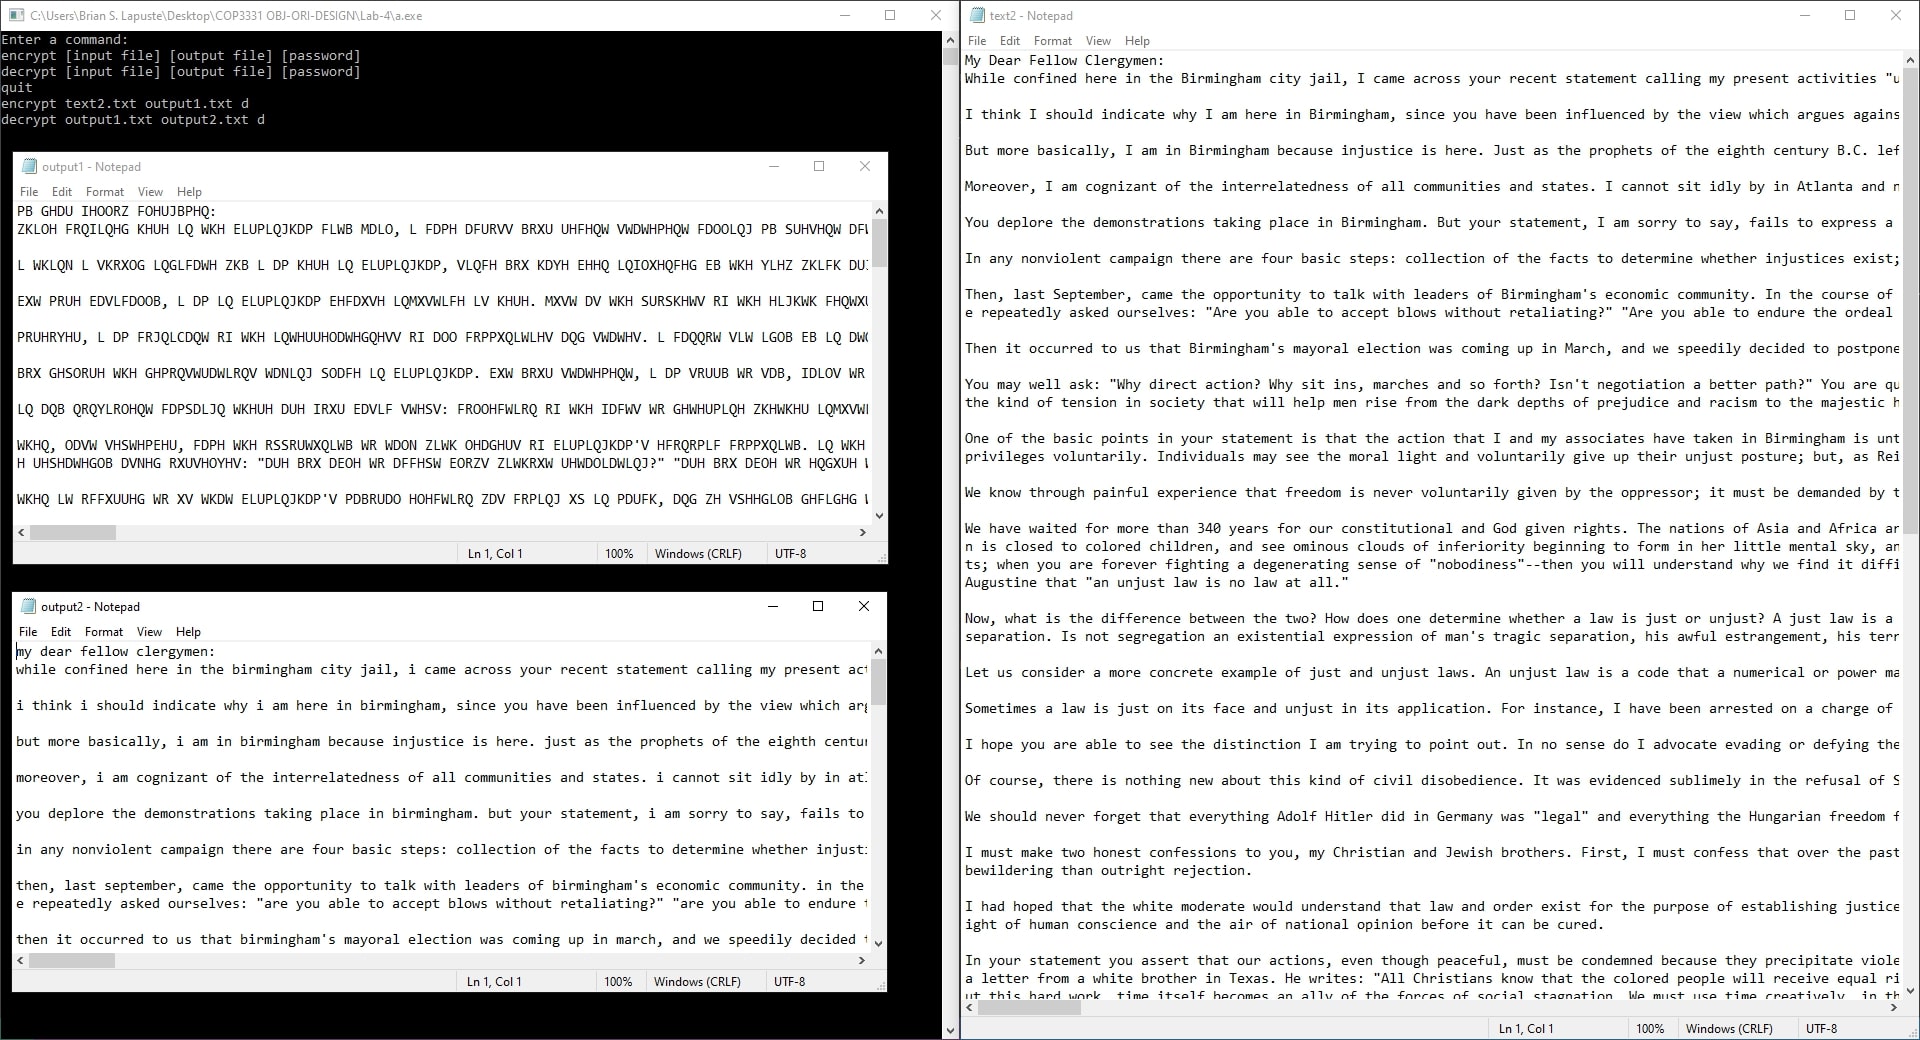 C:\Users\Brian S. Lapuste\Desktop\COP3331 OBJ-ORI-DESIGN\Lab-4\a.exe
Enter a command:
encrypt [input file] [output file] [password]
decrypt [input file] [output file] [password]
quit
encrypt text2.txt output1.txt d
decrypt output1.txt output2.txt d
output1 - Notepad
File Edit Format View Help
PB GHDU IHOORZ FOHUJBPHQ:
ZKLOH FRQILQHG KHUH LQ WKH ELUPLQJKDP FLWB MDLO, L FDPH DFURVV BRXU UHFHQW VWDWHPHQW FDOOLQJ PB SUHVHQW
L WKLQN L VKRXOG LQGLFDWH ZKB L DP KHUH LQ ELUPLQJKDP, VLQFH BRX KDYH EHHQ LQIOXHQFHG EB WKH YLHZ ZKLFK
EXW PRUH EDVLFDOOB, L DP LQ ELUPLQJKDP EHFDXVH LQMXVWLFH LV KHUH. MXVW DV WKH SURSKHWV RI WKH HLJKWK
PRUHRYHU, L DP FRJQLCDQW RI WKH LQWHUUHODWHGQHVV RI DOO FRPPXQLWLHV DQG VWDWHV. L FDQQRW VLW LGOB EB LQ
BRX GHSORUH WKH GHPRQVWUDWLRQV WDNLQJ SODFH LQ ELUPLQJKDP. EXW BRXU VWDWHPHQW, L DP VRUUB WR VDB, IDLOV WR
LQ DQB QRQYLROHQW FDPSDLJQ WKHUH DUH IRXU EDVLF VWHSV: FROOHFWLRQ RI WKH IDFWV WR GHWHUPLQH ZKHWKHU
WKHQ, ODVW VHSWHPEHU, FDPH WKH RSSRUWXQLWB WR WDON ZLWK OHDGHUV RI ELUPLQJKDP'V HFRQRPLF FRPPXQLWB. LQ WKH
H UHSHDWHGOB DVNHG RXUVHOYHV: "DUH BRX DEOH WR DFFHSW EORZV ZLWKRXW UHWDOLDWLQJ?" "DUH BRX DEOH WR HQGXUH
WKHQ LW RFFXUUHG WR XV WKDW ELUPLQJKDP'V PDBRUDO HOHFWLRQ ZDV FRPLQJ XS LQ PDUFK, DQG ZH VSHHGLOB GHFLGHG
Ln 1, Col 1 100% Windows (CRLF) UTF-8
output2 - Notepad
File Edit Format View Help
my dear fellow clergymen:
while confined here in the birmingham city jail, i came across your recent statement calling my present
i think i should indicate why i am here in birmingham, since you have been influenced by the view which
but more basically, i am in birmingham because injustice is here. just as the prophets of the eighth
moreover, i am cognizant of the interrelatedness of all communities and states. i cannot sit idly by in
you deplore the demonstrations taking place in birmingham. but your statement, i am sorry to say, fails to
in any nonviolent campaign there are four basic steps: collection of the facts to determine whether
then, last september, came the opportunity to talk with leaders of birmingham's economic community. in the
e repeatedly asked ourselves: "are you able to accept blows without retaliating?" "are you able to endure
then it occurred to us that birmingham's mayoral election was coming up in march, and we speedily decided
Ln 1, Col 1 100% Windows (CRLF) UTF-8
text2 - Notepad
File Edit Format View Help
My Dear Fellow Clergymen:
While confined here in the Birmingham city jail, I came across your recent statement calling my present activities "u
I think I should indicate why I am here in Birmingham, since you have been influenced by the view which argues agains
But more basically, I am in Birmingham because injustice is here. Just as the prophets of the eighth century B.C. lef
Moreover, I am cognizant of the interrelatedness of all communities and states. I cannot sit idly by in Atlanta and n
You deplore the demonstrations taking place in Birmingham. But your statement, I am sorry to say, fails to express a
In any nonviolent campaign there are four basic steps: collection of the facts to determine whether injustices exist;
Then, last September, came the opportunity to talk with leaders of Birmingham's economic community. In the course of
e repeatedly asked ourselves: "Are you able to accept blows without retaliating?" "Are you able to endure the ordeal
Then it occurred to us that Birmingham's mayoral election was coming up in March, and we speedily decided to postpone
You may well ask: "Why direct action? Why sit ins, marches and so forth? Isn't negotiation a better path?" You are qu
the kind of tension in society that will help men rise from the dark depths of prejudice and racism to the majestic h
One of the basic points in your statement is that the action that I and my associates have taken in Birmingham is unt
privileges voluntarily. Individuals may see the moral light and voluntarily give up their unjust posture; but, as Rei
We know through painful experience that freedom is never voluntarily given by the oppressor; it must be demanded by t
We have waited for more than 340 years for our constitutional and God given rights. The nations of Asia and Africa ar
n is closed to colored children, and see ominous clouds of inferiority beginning to form in her little mental sky, an
ts; when you are forever fighting a degenerating sense of "nobodiness"--then you will understand why we find it diffi
Augustine that "an unjust law is no law at all."
Now, what is the difference between the two? How does one determine whether a law is just or unjust? A just law is a
separation. Is not segregation an existential expression of man's tragic separation, his awful estrangement, his terr
Let us consider a more concrete example of just and unjust laws. An unjust law is a code that a numerical or power ma
Sometimes a law is just on its face and unjust in its application. For instance, I have been arrested on a charge of
I hope you are able to see the distinction I am trying to point out. In no sense do I advocate evading or defying the
Of course, there is nothing new about this kind of civil disobedience. It was evidenced sublimely in the refusal of S
We should never forget that everything Adolf Hitler did in Germany was "legal" and everything the Hungarian freedom f
I must make two honest confessions to you, my Christian and Jewish brothers. First, I must confess that over the past
bewildering than outright rejection.
I had hoped that the white moderate would understand that law and order exist for the purpose of establishing justice
ight of human conscience and the air of national opinion before it can be cured.
In your statement you assert that our actions, even though peaceful, must be condemned because they precipitate viole
a letter from a white brother in Texas. He writes: "All Christians know that the colored people will receive equal ri
ut this hard work, time itself becomes an ally of the forces of social stagnation. We must use time creatively, in th
Ln 1, Col 1 100% Windows (CRLF) UTF-8